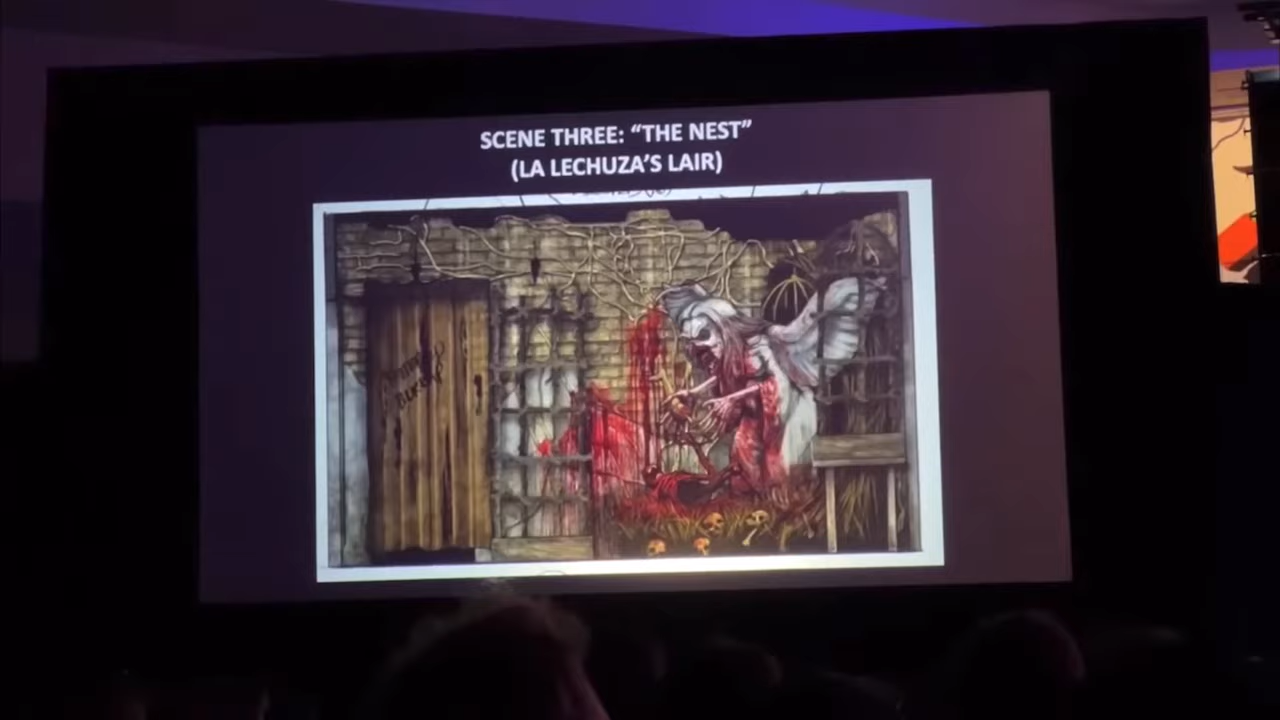 SCENE THREE: “THE NEST”
(LA LECHUZA’S LAIR)